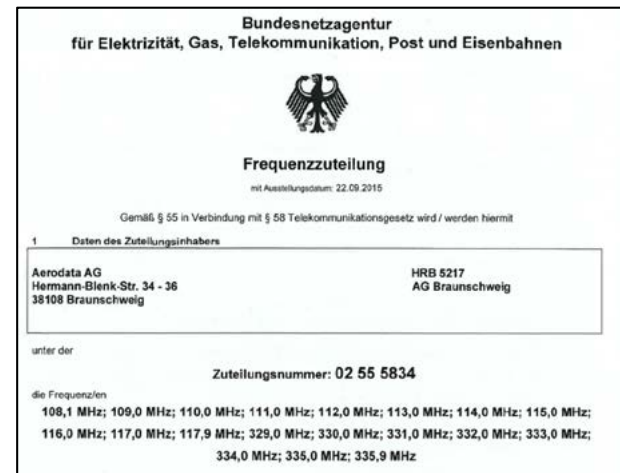 Bundesnetzagentur
für Elektrizität, Gas, Telekommunikation, Post und Eisenbahnen
Frequenzzuteilung
mit Ausstellungsdatum: 22.09.2015
Gemäß § 55 in Verbindung mit § 58 Telekommunikationsgesetz wird / werden hiermit
1 Daten des Zuteilungsinhabers
Aerodata AG HRB 5217
Hermann-Blenk-Str. 34 - 36 AG Braunschweig
38108 Braunschweig
unter der
Zuteilungsnummer: 02 55 5834
die Frequenz/en
108,1 MHz; 109,0 MHz; 110,0 MHz; 111,0 MHz; 112,0 MHz; 113,0 MHz; 114,0 MHz; 115,0 MHz;
116,0 MHz; 117,0 MHz; 117,9 MHz; 329,0 MHz; 330,0 MHz; 331,0 MHz; 332,0 MHz; 333,0 MHz;
334,0 MHz; 335,0 MHz; 335,9 MHz